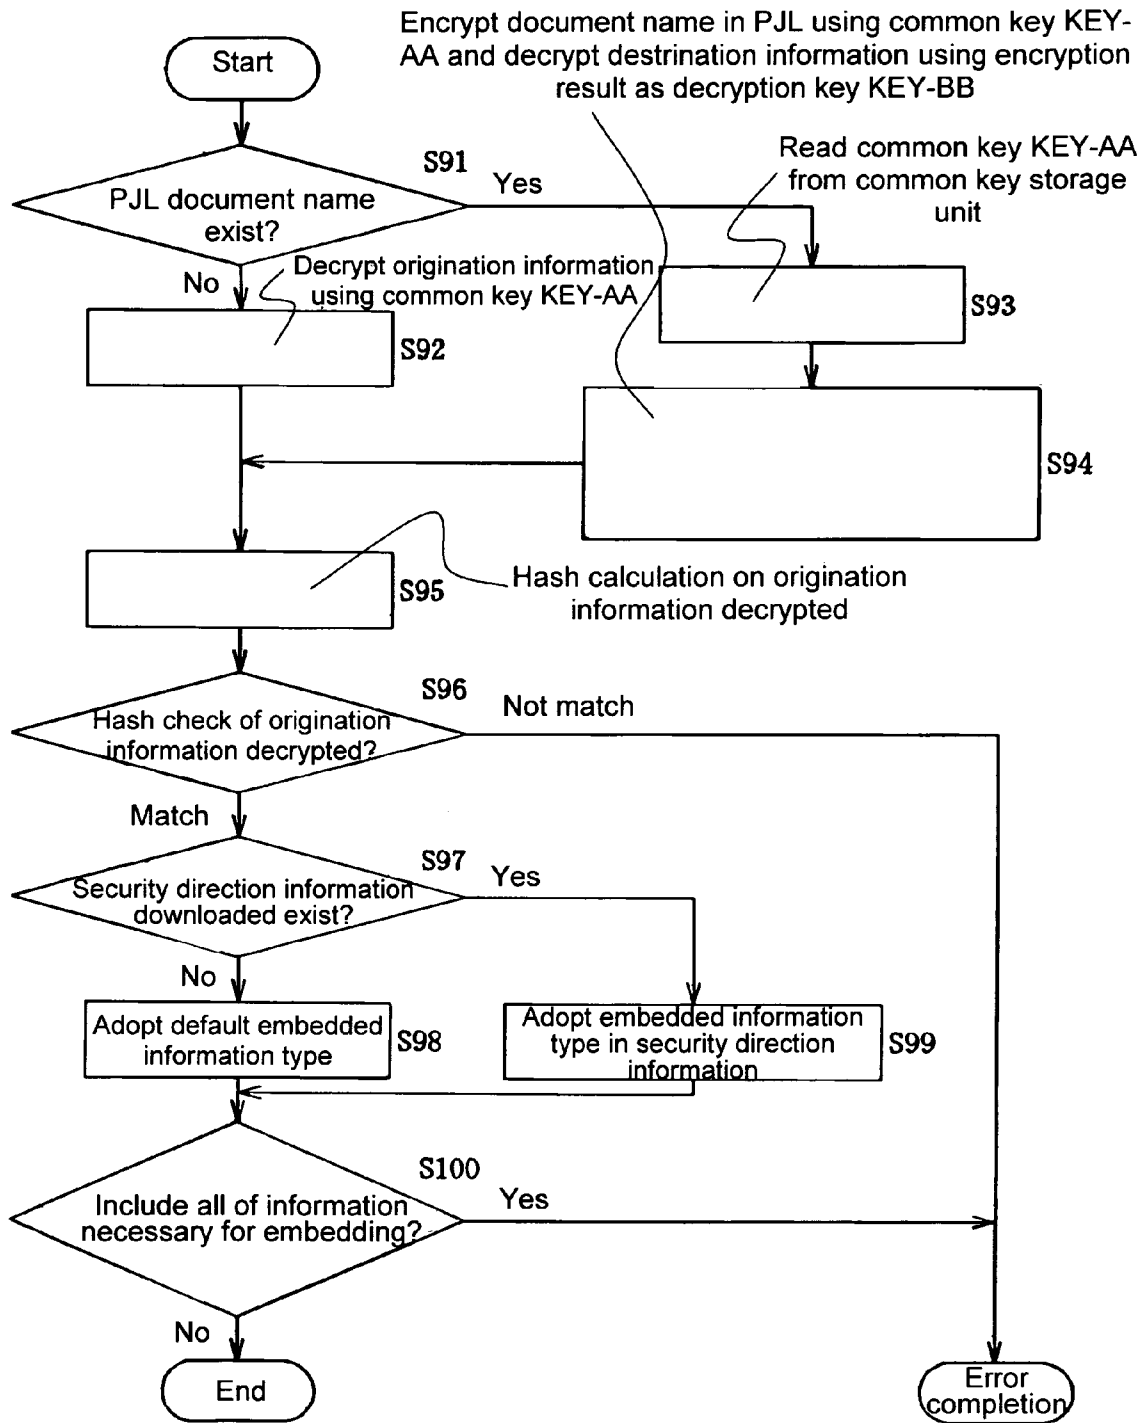 Encrypt document name in PJL using common key KEY-
AA and decrypt destrination information using encryption
result as decryption key KEY-BB
Start
Read common key KEY-AA
from common key storage
unit
S91
Yes
PJL document name
exist?
No
Decrypt origination information
using common key KEY-AA
S93
S92
S94
S95
Hash calculation on origination
information decrypted
S96
Not match
Hash check of origination
information decrypted?
Match
S97
Yes
Security direction information
downloaded exist?
No
Adopt default embedded
information type
S98
Adopt embedded information
type in security direction
information
S99
S100
Yes
Include all of information
necessary for embedding?
No
End
Error
completion